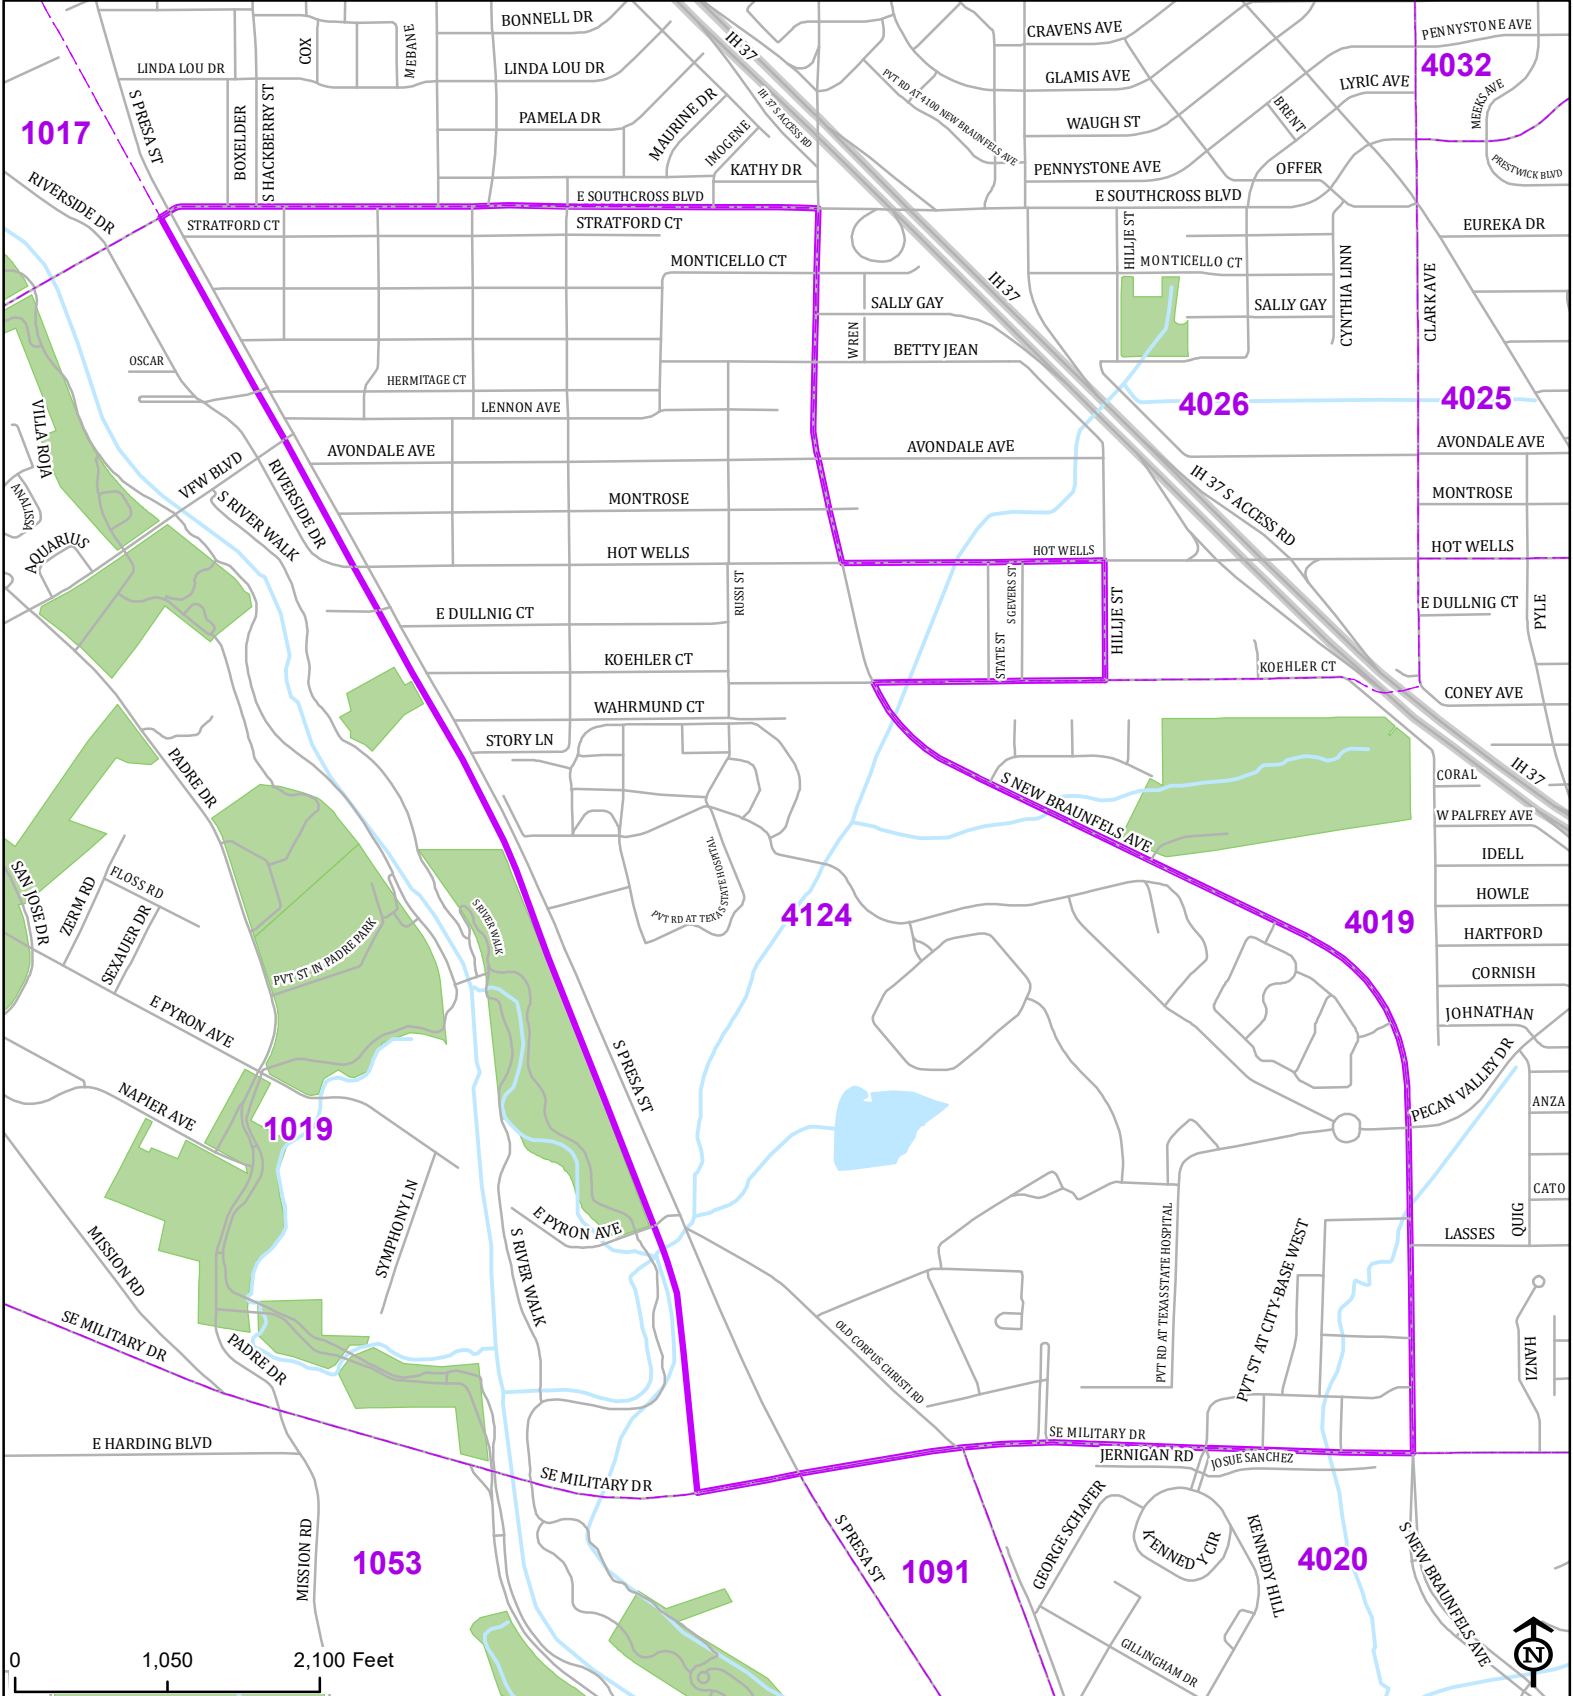 BONNELL DR
IH 37
CRAVENS AVE
PENNYSTONE AVE
COX
MEBANE
LINDA LOU DR
LINDA LOU DR
PVT RD AT 4100 NEW BRAUNFELS AVE
GLAMIS AVE
LYRIC AVE
4032
S PRESA ST
BOXELDER
S HACKBERRY ST
PAMELA DR
MAURINE DR
IMOGENE
IH 37 S ACCESS RD
WAUGH ST
BRENT
MEEKS AVE
1017
KATHY DR
PENNYSTONE AVE
OFFER
PRESTWICK BLVD
RIVERSIDE DR
E SOUTHCROSS BLVD
E SOUTHCROSS BLVD
STRATFORD CT
STRATFORD CT
HILLJE ST
EUREKA DR
MONTICELLO CT
MONTICELLO CT
CYNTHIA LINN
CLARK AVE
IH 37
SALLY GAY
SALLY GAY
WREN
BETTY JEAN
OSCAR
HERMITAGE CT
LENNON AVE
4026
4025
VILLA ROJA
AVONDALE AVE
AVONDALE AVE
AVONDALE AVE
VFW BLVD
RIVERSIDE DR
ANALISSA
S RIVER WALK
MONTROSE
IH 37 S ACCESS RD
MONTROSE
AQUARIUS
HOT WELLS
HOT WELLS
HOT WELLS
RUSSI ST
S GEVERS ST
STATE ST
HILLJE ST
E DULLNIG CT
E DULLNIG CT
PYLE
KOEHLER CT
KOEHLER CT
CONEY AVE
WAHRMUND CT
STORY LN
PADRE DR
S NEW BRAUNFELS AVE
IH 37
CORAL
W PALFREY AVE
IDELL
SAN JOSE DR
ZERM RD
FLOSS RD
SEXAUER DR
PVT ST IN PADRE PARK
S RIVER WALK
PVT RD AT TEXAS STATE HOSPITAL
4124
4019
HOWLE
HARTFORD
CORNISH
E PYRON AVE
JOHNATHAN
S PRESA ST
PECAN VALLEY DR
NAPIER AVE
1019
ANZA
CATO
QUIG
SYMPHONY LN
E PYRON AVE
S RIVER WALK
PVT RD AT TEXAS STATE HOSPITAL
PVT ST AT CITY-BASE WEST
LASSES
MISSION RD
SE MILITARY DR
PADRE DR
OLD CORPUS CHRISTI RD
HANZI
E HARDING BLVD
SE MILITARY DR
JERNIGAN RD
JOSUE SANCHEZ
SE MILITARY DR
MISSION RD
1053
S PRESA ST
1091
GEORGE SCHAFER
KENNEDY CIR
KENNEDY HILL
4020
S NEW BRAUNFELS AVE
GILLINGHAM DR
0 1,050 2,100 Feet
N